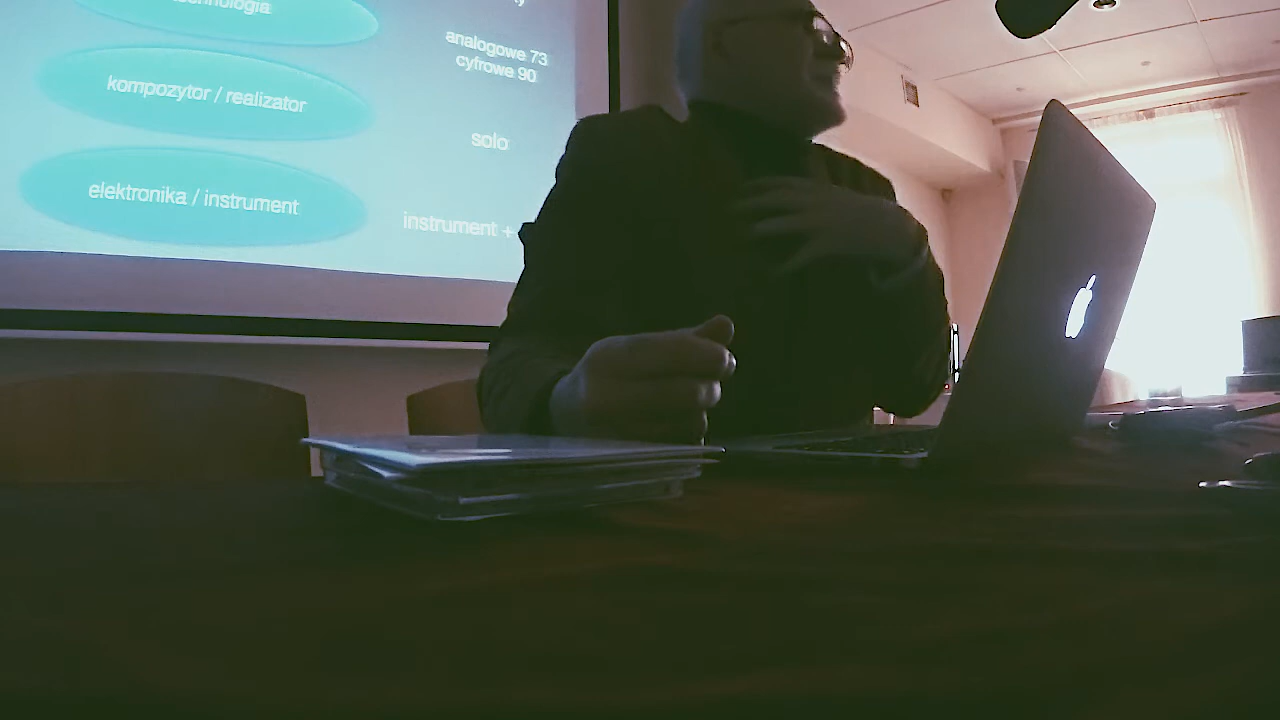 technologia
analogowe 73
cyfrowe 90
kompozytor / realizator
solo
elektronika / instrument
instrument +